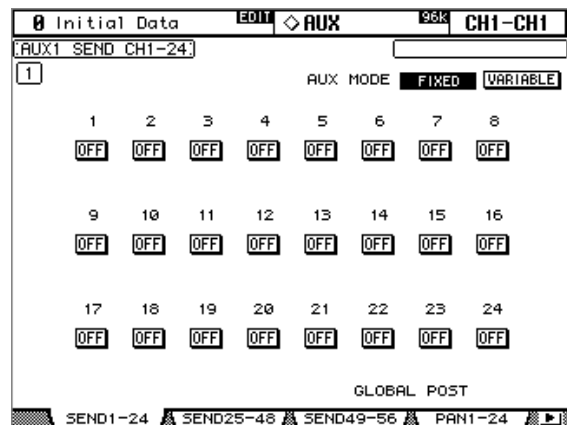 0 Initial Data EDIT ◇ AUX 96k CH1-CH1
AUX1 SEND CH1-24
1 AUX MODE FIXED VARIABLE
1 2 3 4 5 6 7 8
OFF OFF OFF OFF OFF OFF OFF OFF
9 10 11 12 13 14 15 16
OFF OFF OFF OFF OFF OFF OFF OFF
17 18 19 20 21 22 23 24
OFF OFF OFF OFF OFF OFF OFF OFF
GLOBAL POST
SEND1-24 SEND25-48 SEND49-56 PAN1-24